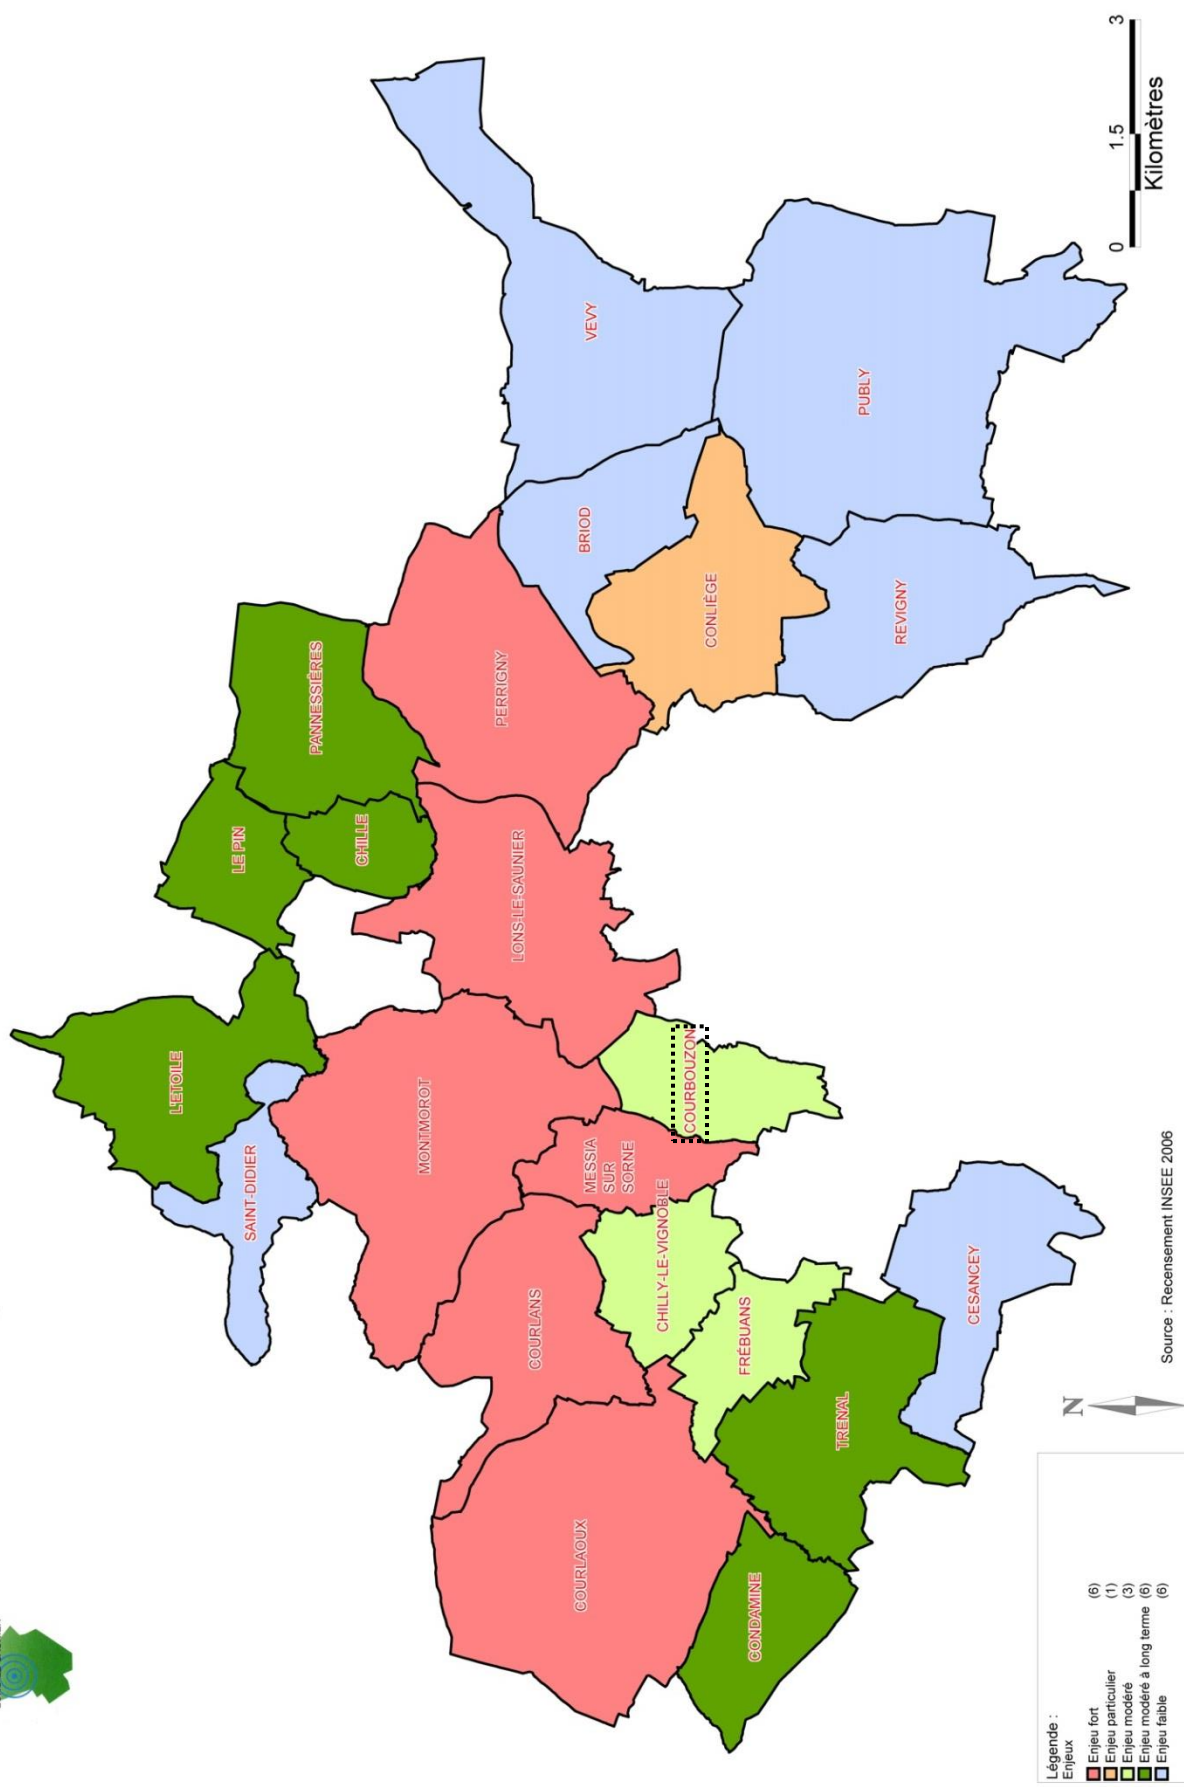 L'ETOILE
SAINT-DIDIER
LE PIN
PANNESSIÈRES
CHILLE
MONTMOROT
LONS-LE-SAUNIER
PERRIGNY
VEVY
BRIOD
CONLIÈGE
PUBLY
REVIGNY
COURLANS
MESSIA
SUR
SORNE
COURBOUZON
CHILLY-LE-VIGNOBLE
COURLAOUX
FRÉBUANS
CONDAMINE
TRENAL
CESANCEY
Légende :
Enjeux
Enjeu fort (6)
Enjeu particulier (1)
Enjeu modéré (3)
Enjeu modéré à long terme (6)
Enjeu faible (6)
N
Source : Recensement INSEE 2006
0 1.5 3
Kilomètres